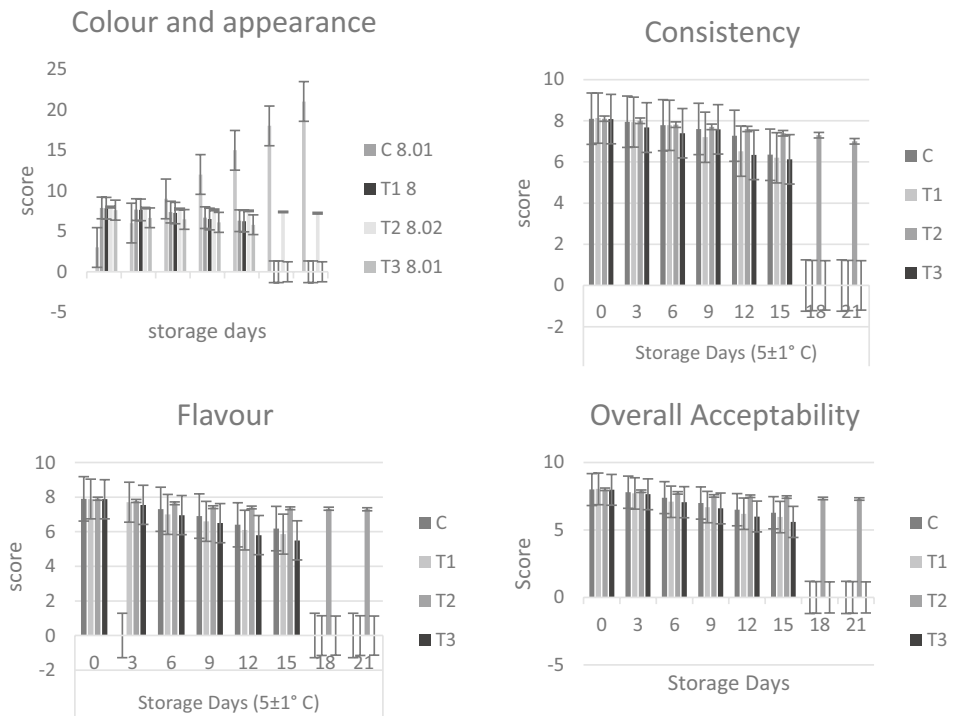 Colour and appearance
25
20
15
10
5
0
-5
score
storage days
C 8.01
T1 8
T2 8.02
T3 8.01
Consistency
10
8
6
4
2
0
-2
score
0 3 6 9 12 15 18 21
Storage Days (5±1° C)
C
T1
T2
T3
Flavour
10
8
6
4
2
0
-2
score
0 3 6 9 12 15 18 21
Storage Days (5±1° C)
C
T1
T2
T3
Overall Acceptability
10
5
0
-5
Score
0 3 6 9 12 15 18 21
Storage Days
C
T1
T2
T3